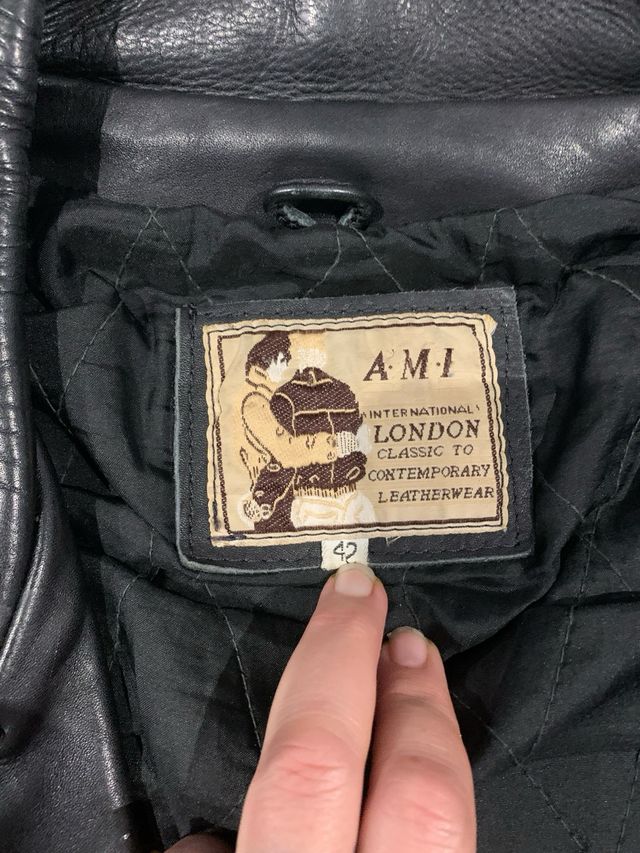 A·M·I
INTERNATIONAL
LONDON
CLASSIC TO
CONTEMPORARY
LEATHERWEAR
42